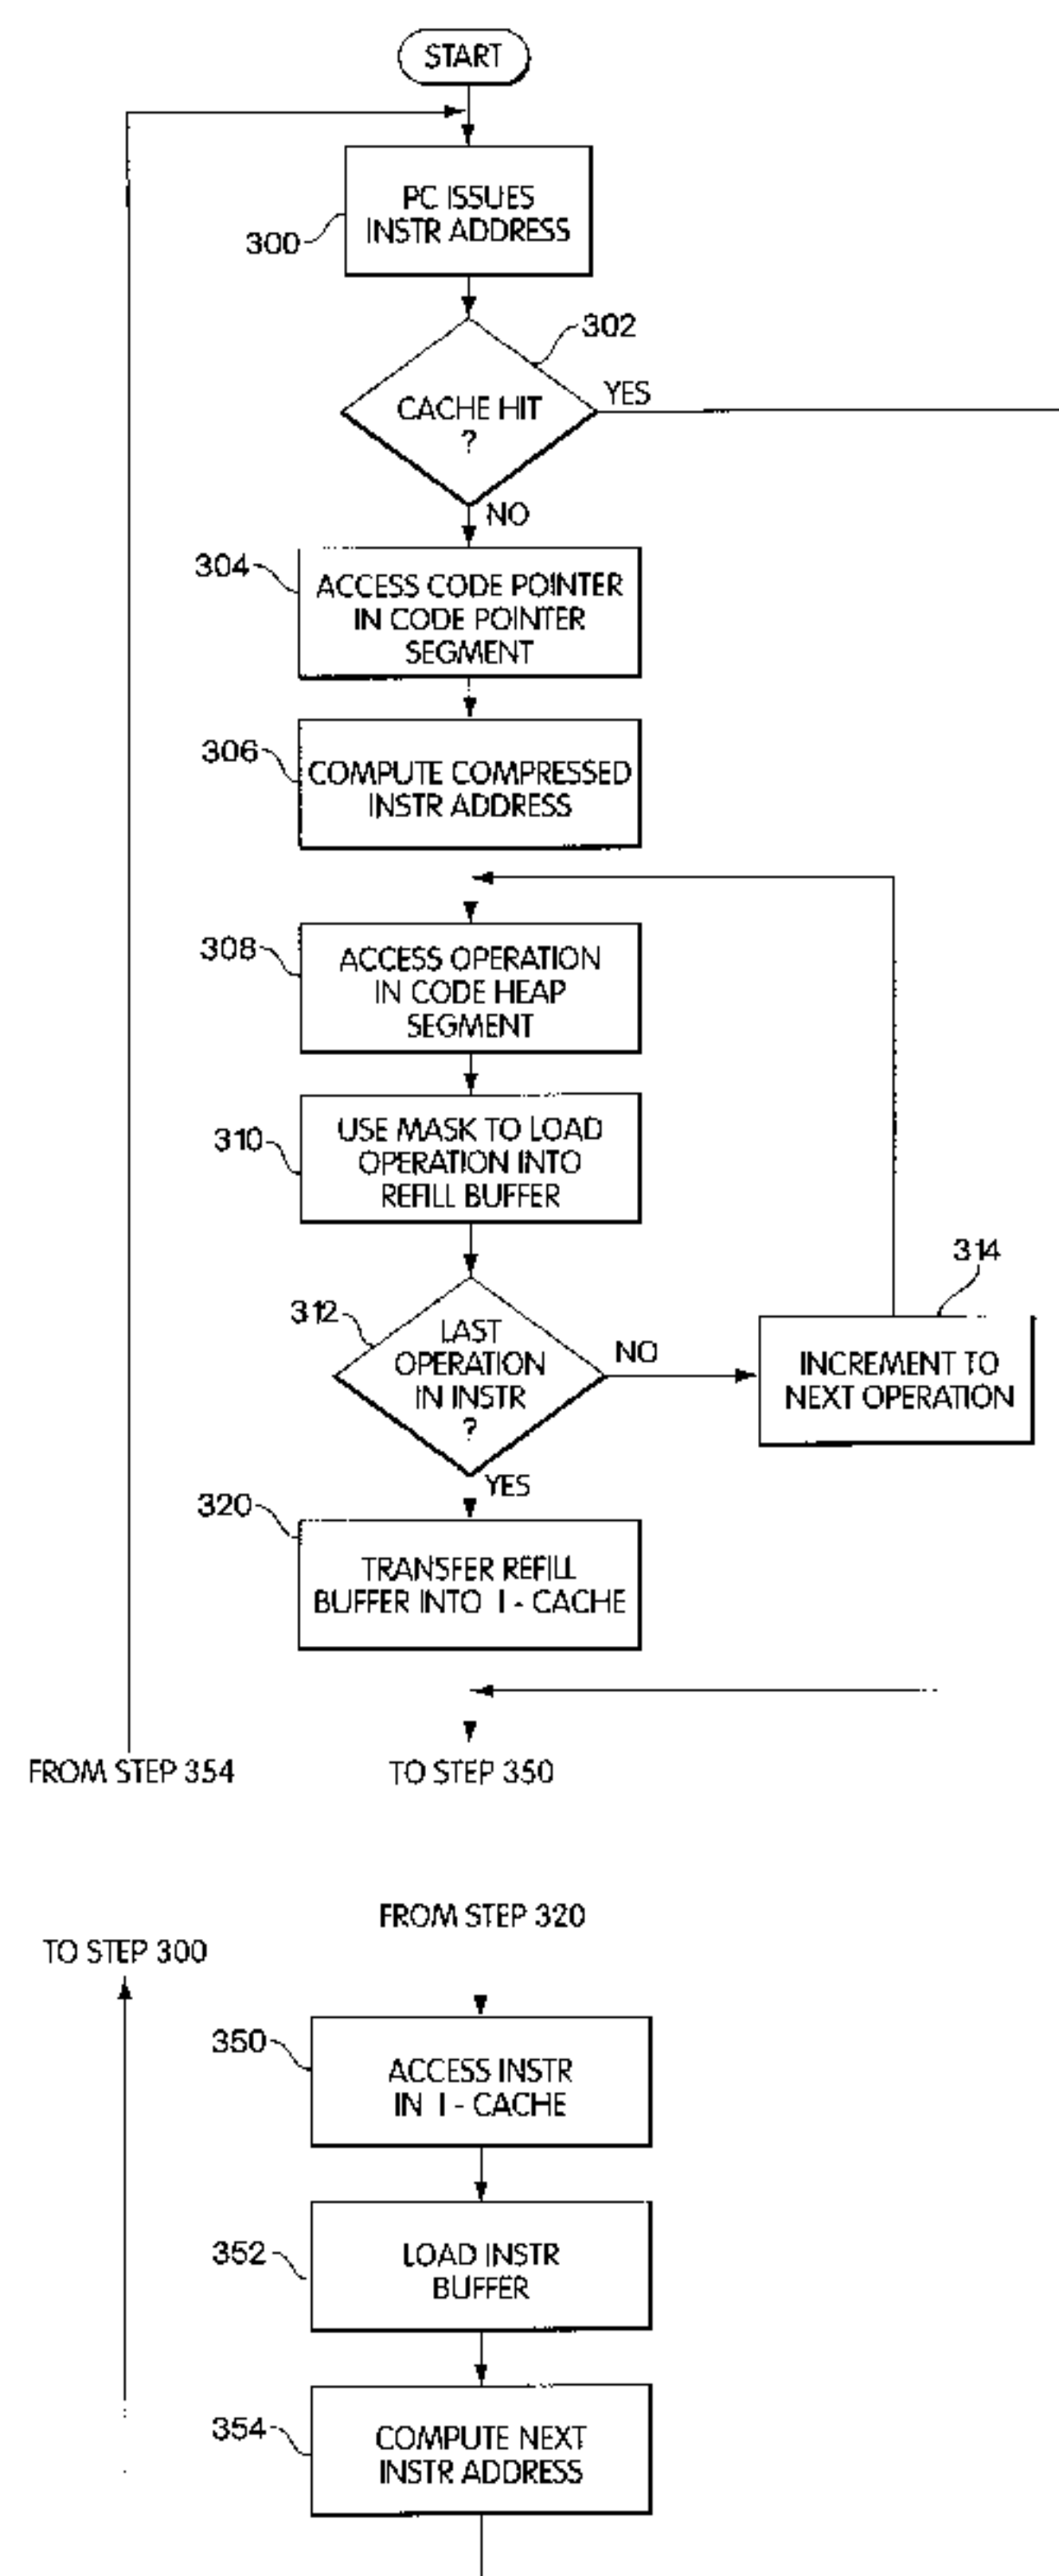 START
PC ISSUES
INSTR ADDRESS
300
302
CACHE HIT
?
YES
NO
304
ACCESS CODE POINTER
IN CODE POINTER
SEGMENT
306
COMPUTE COMPRESSED
INSTR ADDRESS
308
ACCESS OPERATION
IN CODE HEAP
SEGMENT
310
USE MASK TO LOAD
OPERATION INTO
REFILL BUFFER
312
LAST
OPERATION
IN INSTR
?
NO
314
INCREMENT TO
NEXT OPERATION
YES
320
TRANSFER REFILL
BUFFER INTO I - CACHE
FROM STEP 354
TO STEP 350
FROM STEP 320
TO STEP 300
350
ACCESS INSTR
IN I - CACHE
352
LOAD INSTR
BUFFER
354
COMPUTE NEXT
INSTR ADDRESS